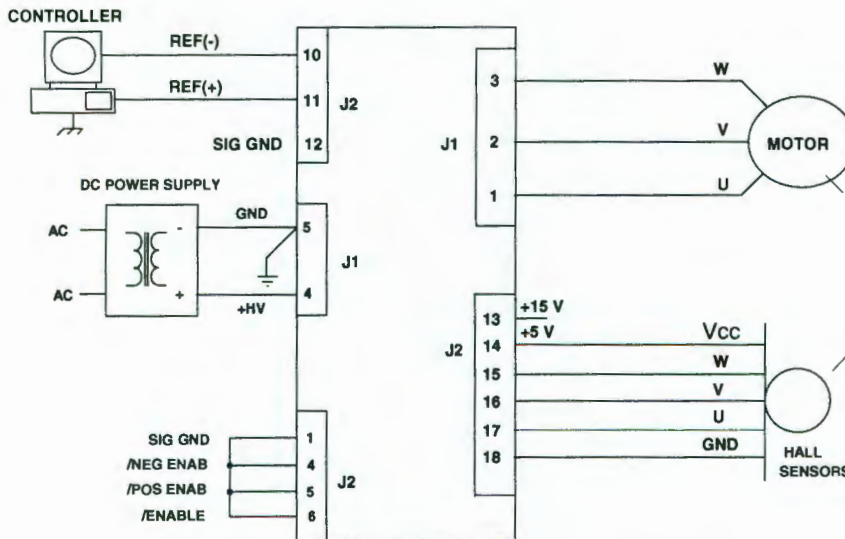 CONTROLLER
REF(-)
10
REF(+)
11
J2
SIG GND
12
DC POWER SUPPLY
AC
-
GND
5
J1
AC
+
+HV
4
SIG GND
1
/NEG ENAB
4
J2
/POS ENAB
5
/ENABLE
6
3
W
J1
2
V
MOTOR
1
U
13
+15 V
+5 V
J2
14
VCC
15
W
16
V
17
U
18
GND
HALL
SENSORS